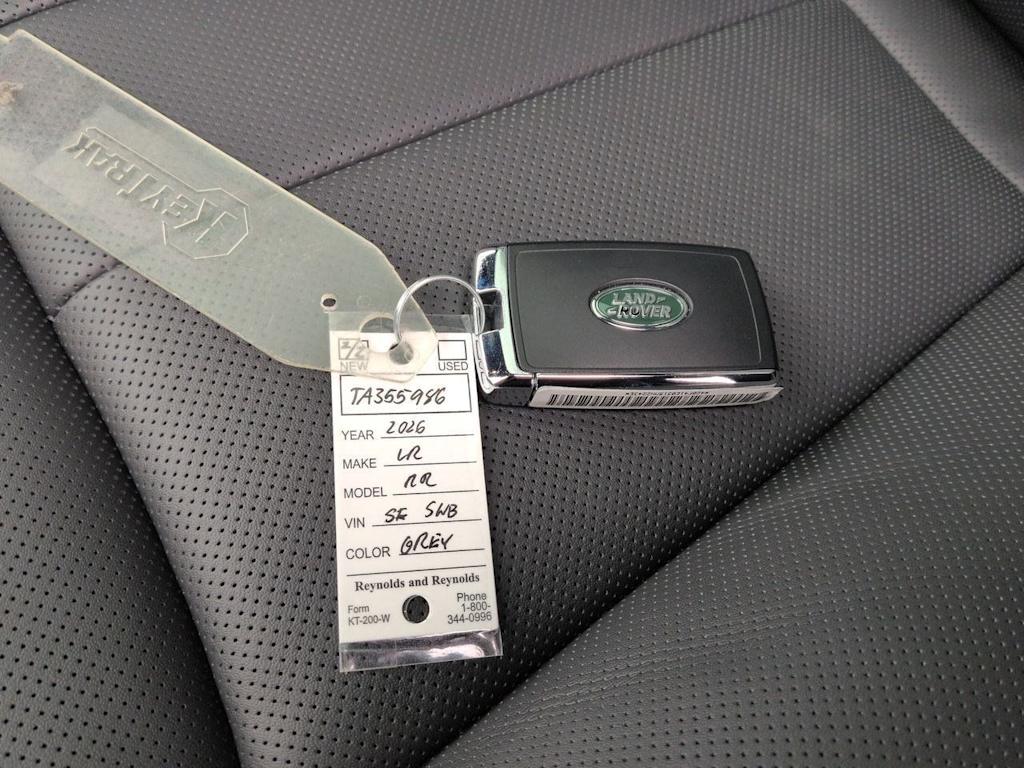 KEYTRAK
LAND
ROVER
NEW
USED
TA355986
YEAR 2026
MAKE LR
MODEL RR
VIN SE SWB
COLOR GREY
Reynolds and Reynolds
Form
KT-200-W
Phone
1-800-
344-0996